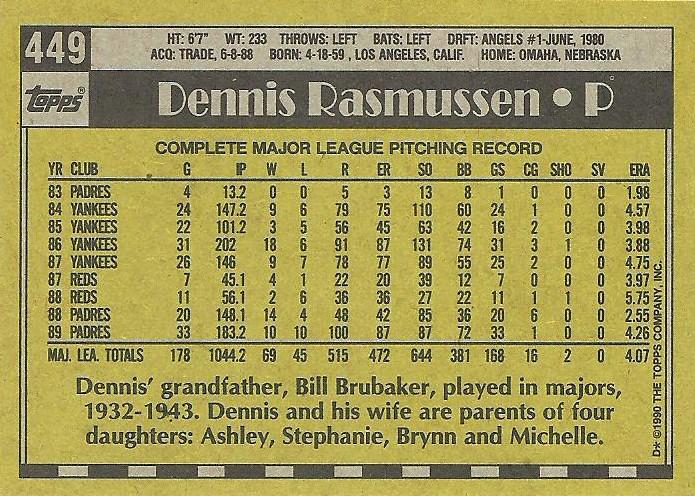 449
HT: 6'7" WT: 233 THROWS: LEFT BATS: LEFT DRFT: ANGELS #1-JUNE, 1980
ACQ: TRADE, 6-8-88 BORN: 4-18-59, LOS ANGELES, CALIF. HOME: OMAHA, NEBRASKA
TOPPS®
Dennis Rasmussen • P
COMPLETE MAJOR LEAGUE PITCHING RECORD
YR CLUB G IP W L R ER SO BB GS CG SHO SV ERA
83 PADRES 4 13.2 0 0 5 3 13 8 1 0 0 0 1.98
84 YANKEES 24 147.2 9 6 79 75 110 60 24 1 0 0 4.57
85 YANKEES 22 101.2 3 5 56 45 63 42 16 2 0 0 3.98
86 YANKEES 31 202 18 6 91 87 131 74 31 3 1 0 3.88
87 YANKEES 26 146 9 7 78 77 89 55 25 2 0 0 4.75
87 REDS 7 45.1 4 1 22 20 39 12 7 0 0 0 3.97
88 REDS 11 56.1 2 6 36 36 27 22 11 1 1 0 5.75
88 PADRES 20 148.1 14 4 48 42 85 36 20 6 0 0 2.55
89 PADRES 33 183.2 10 10 100 87 87 72 33 1 0 0 4.26
MAJ. LEA. TOTALS 178 1044.2 69 45 515 472 644 381 168 16 2 0 4.07
Dennis' grandfather, Bill Brubaker, played in majors,
1932-1943. Dennis and his wife are parents of four
daughters: Ashley, Stephanie, Brynn and Michelle.
D* ©1990 THE TOPPS COMPANY, INC.